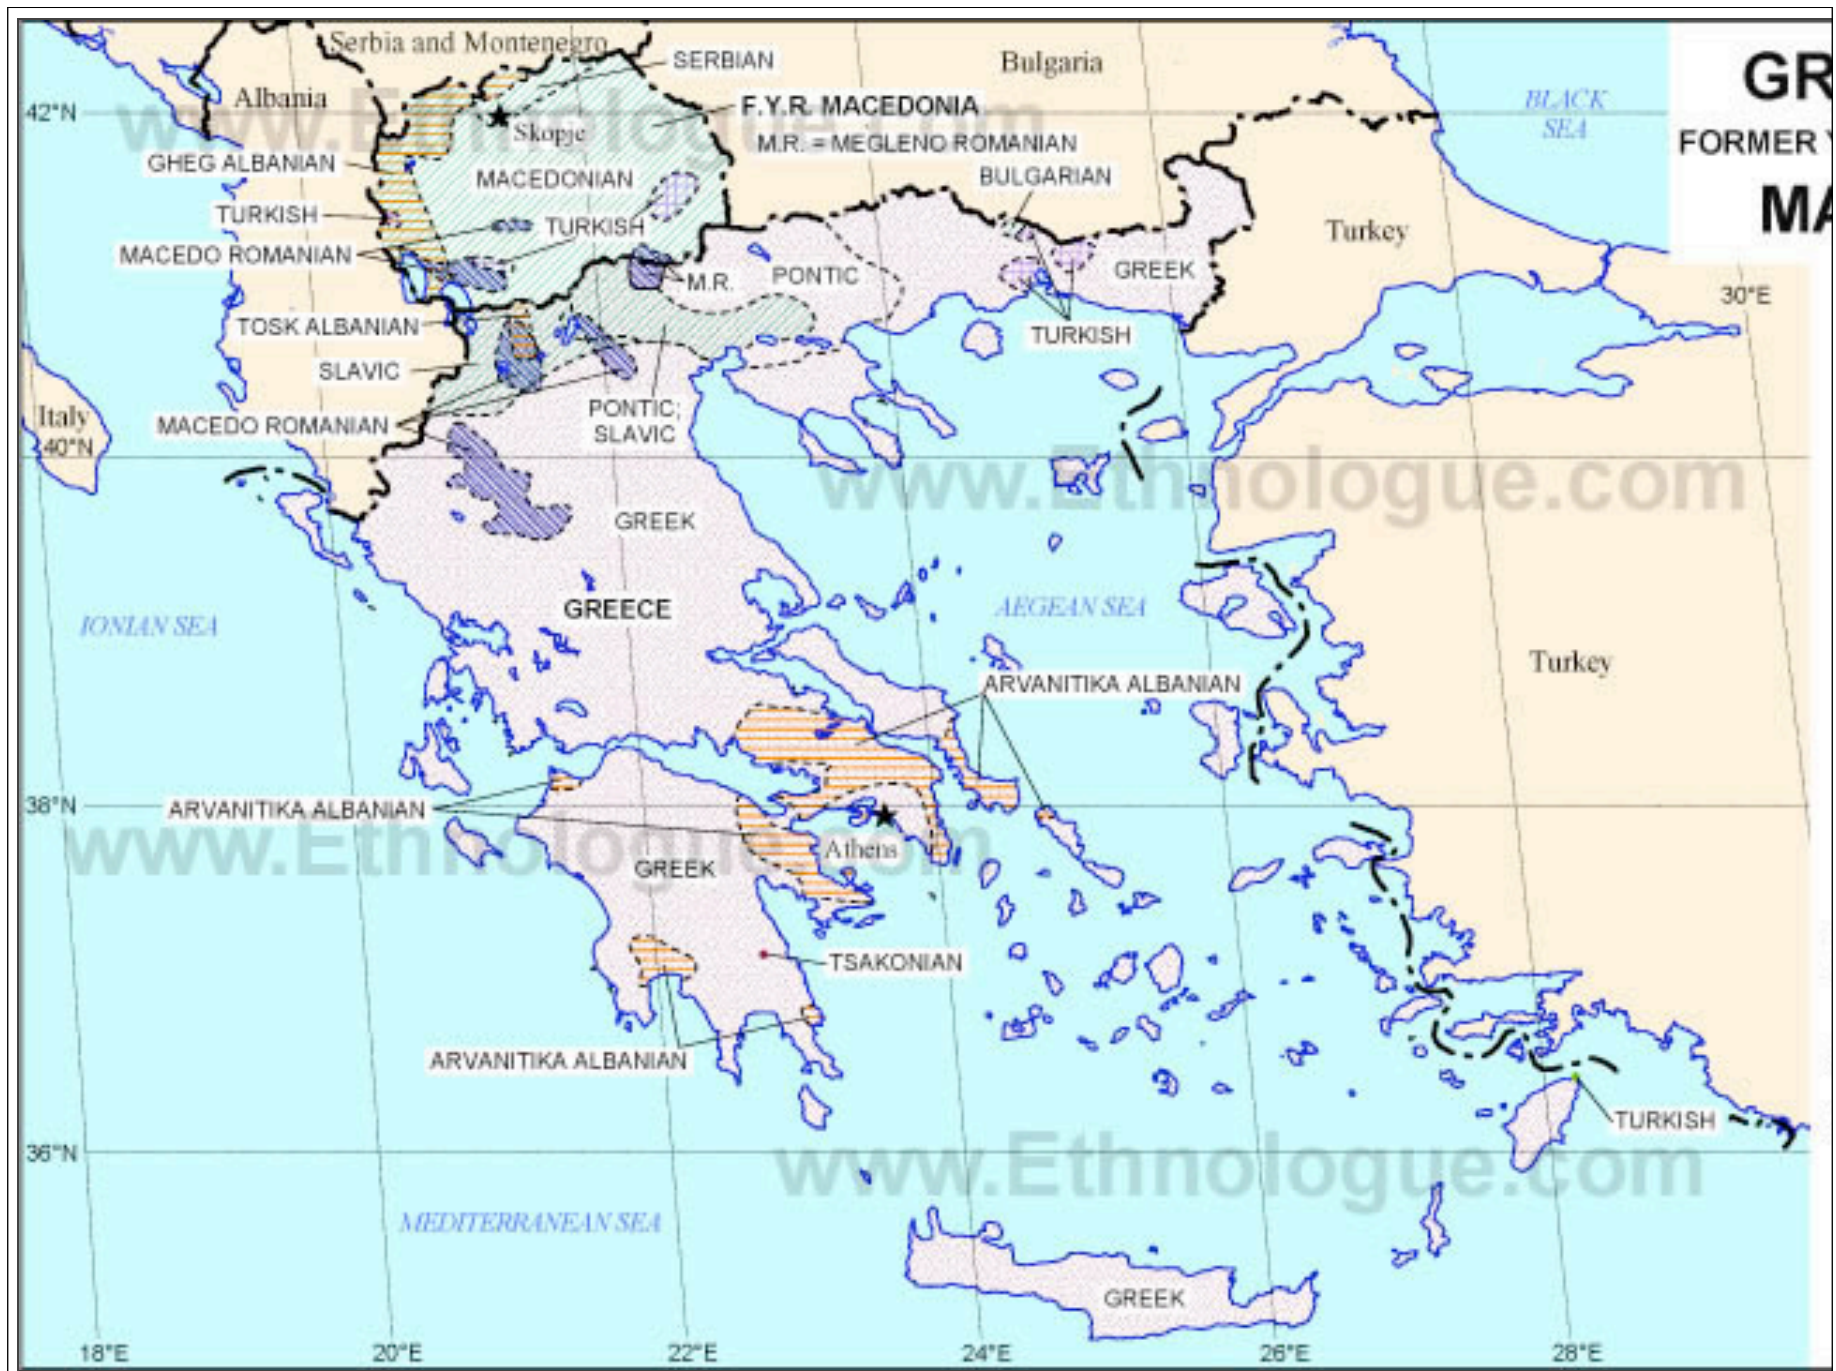 Serbia and Montenegro
SERBIAN
Bulgaria
GR
Albania
42°N
F.Y.R. MACEDONIA
BLACK
SEA
www.Ethnologue.com
Skopje
M.R. = MEGLENO ROMANIAN
FORMER Y
GHEG ALBANIAN
MACEDONIAN
BULGARIAN
MA
TURKISH
TURKISH
Turkey
MACEDO ROMANIAN
M.R.
PONTIC
GREEK
30°E
TOSK ALBANIAN
TURKISH
SLAVIC
Italy
PONTIC;
SLAVIC
MACEDO ROMANIAN
40°N
www.Ethnologue.com
GREEK
GREECE
AEGEAN SEA
IONIAN SEA
Turkey
ARVANITIKA ALBANIAN
38°N
ARVANITIKA ALBANIAN
www.Ethnologue.com
Athens
GREEK
TSAKONIAN
ARVANITIKA ALBANIAN
TURKISH
36°N
www.Ethnologue.com
MEDITERRANEAN SEA
GREEK
18°E
20°E
22°E
24°E
26°E
28°E